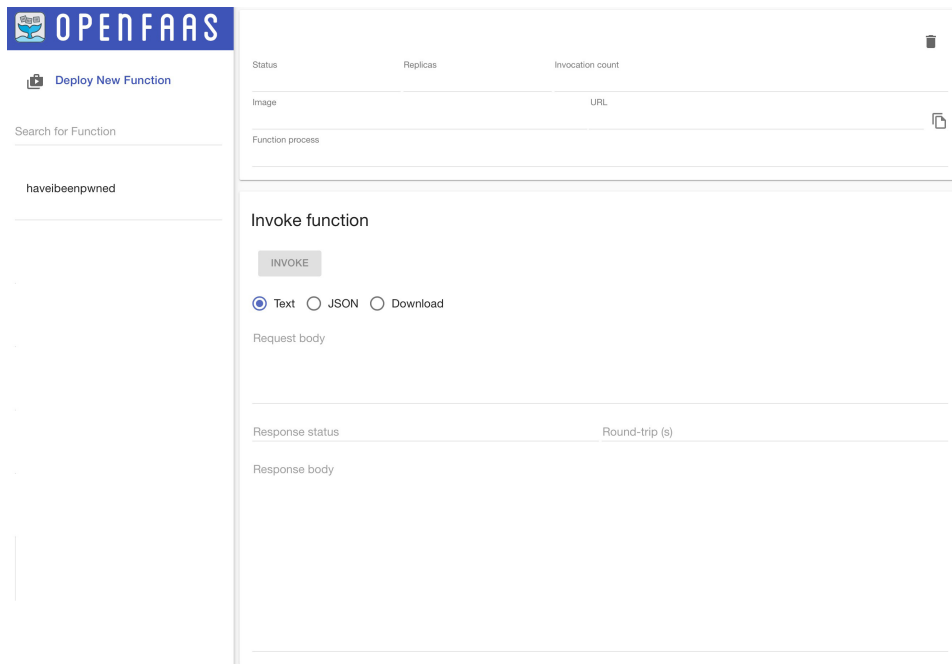 OPENFAAS
Deploy New Function
Search for Function
haveibeenpwned
Status Replicas Invocation count
Image URL
Function process
Invoke function
INVOKE
Text JSON Download
Request body
Response status Round-trip (s)
Response body